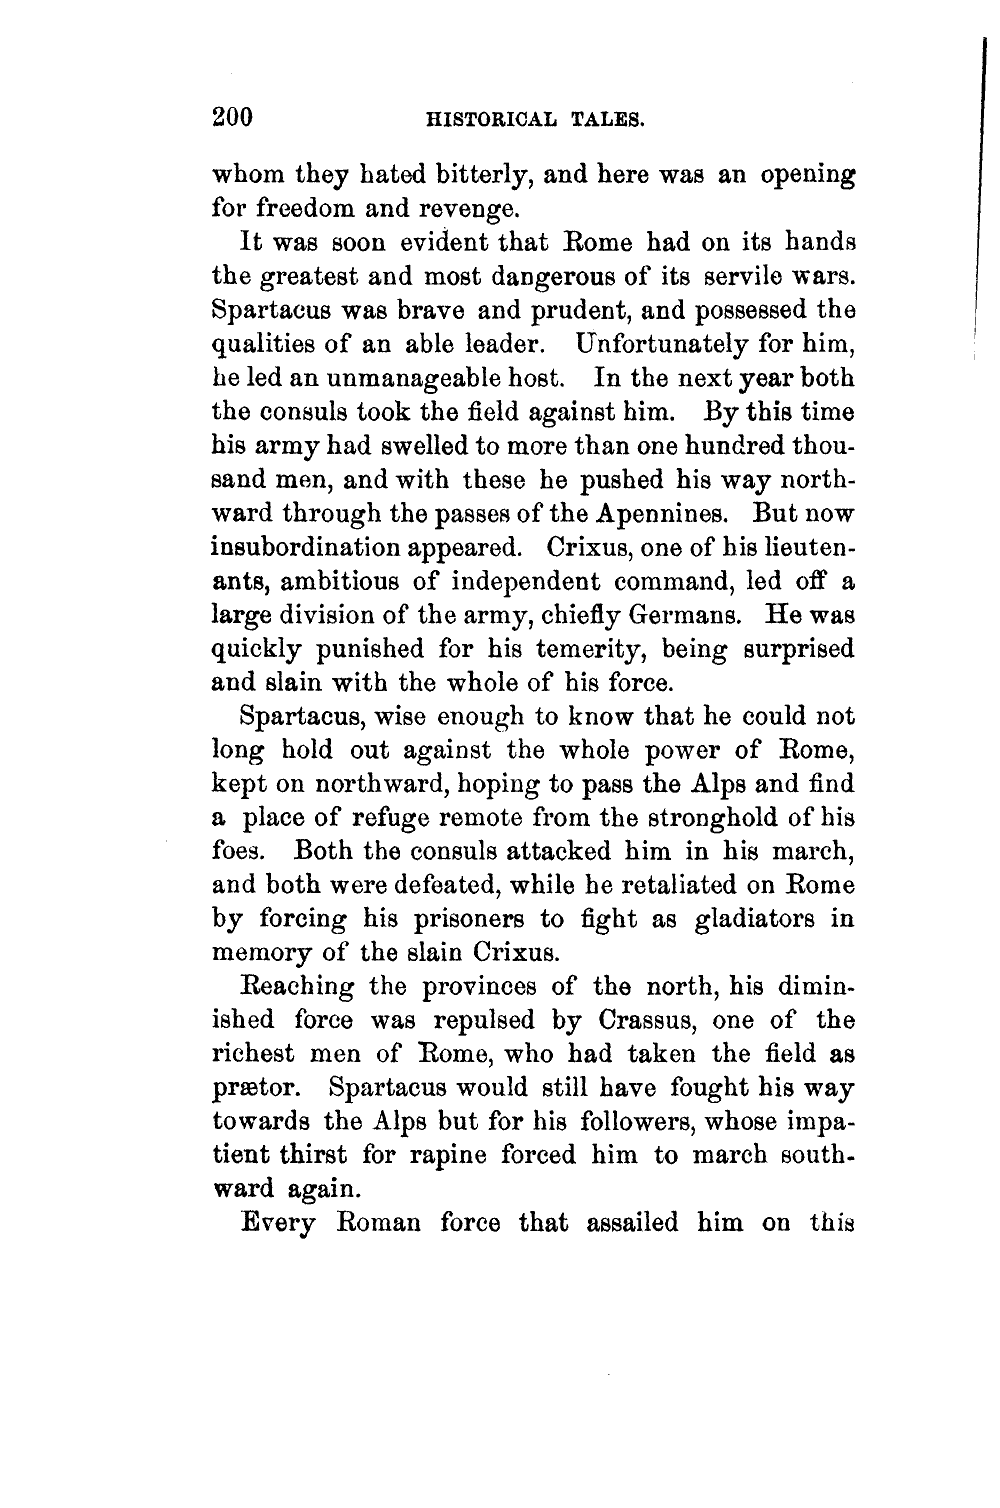 200 HISTORICAL TALES.
whom they hated bitterly, and here was an opening
for freedom and revenge.
It was soon evident that Rome had on its hands
the greatest and most dangerous of its servile wars.
Spartacus was brave and prudent, and possessed the
qualities of an able leader. Unfortunately for him,
he led an unmanageable host. In the next year both
the consuls took the field against him. By this time
his army had swelled to more than one hundred thou-
sand men, and with these he pushed his way north-
ward through the passes of the Apennines. But now
insubordination appeared. Crixus, one of his lieuten-
ants, ambitious of independent command, led off a
large division of the army, chiefly Germans. He was
quickly punished for his temerity, being surprised
and slain with the whole of his force.
Spartacus, wise enough to know that he could not
long hold out against the whole power of Rome,
kept on northward, hoping to pass the Alps and find
a place of refuge remote from the stronghold of his
foes. Both the consuls attacked him in his march,
and both were defeated, while he retaliated on Rome
by forcing his prisoners to fight as gladiators in
memory of the slain Crixus.
Reaching the provinces of the north, his dimin-
ished force was repulsed by Crassus, one of the
richest men of Rome, who had taken the field as
prætor. Spartacus would still have fought his way
towards the Alps but for his followers, whose impa-
tient thirst for rapine forced him to march south-
ward again.
Every Roman force that assailed him on this